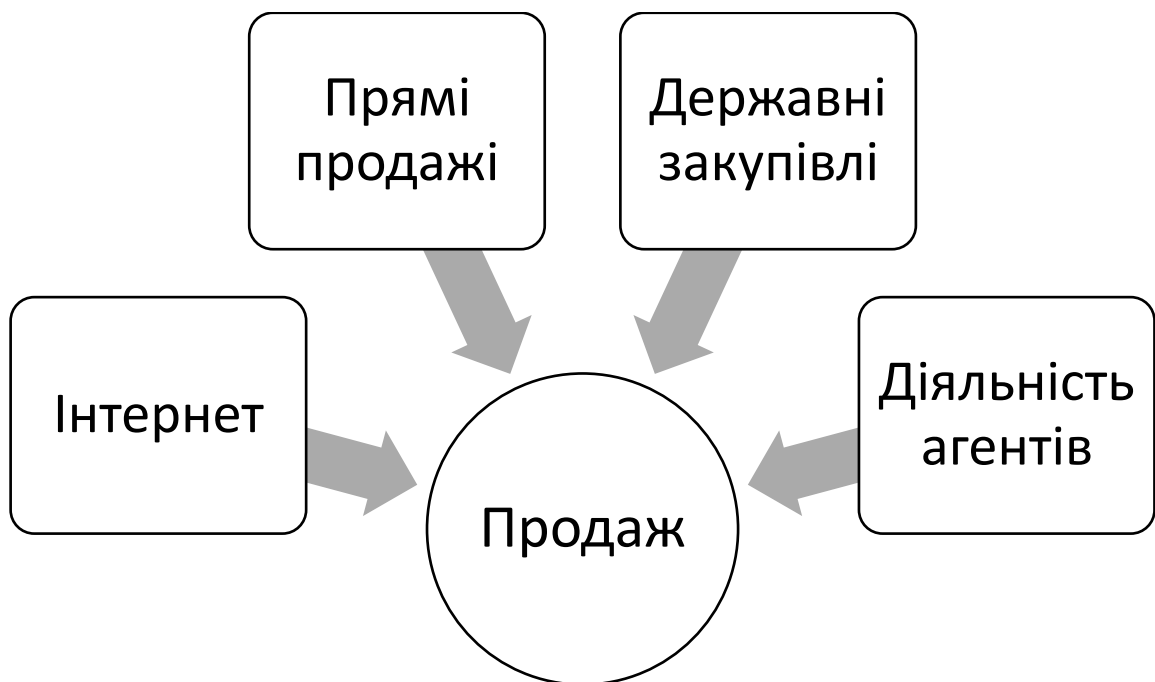 Прямі
продажі
Державні
закупівлі
Інтернет
Діяльність
агентів
Продаж